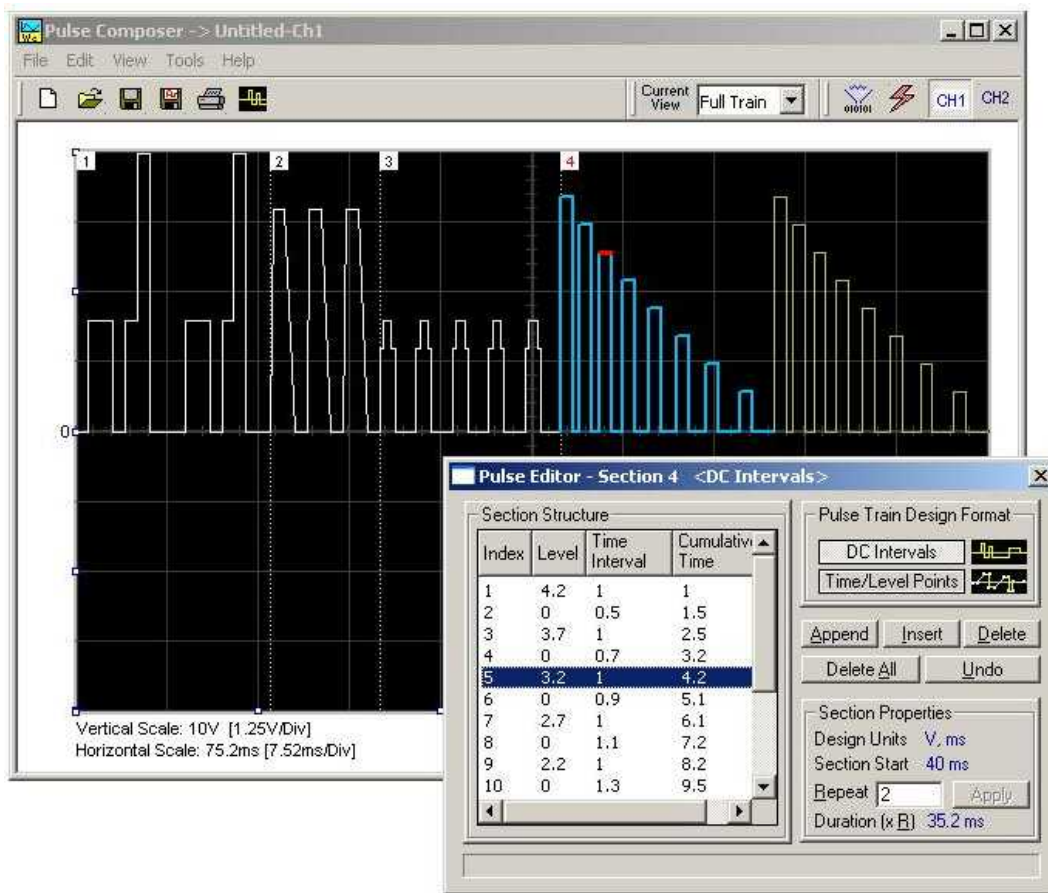 Pulse Composer -> Untitled-Ch1
File Edit View Tools Help
Current View Full Train 010101 CH1 CH2
1 2 3 4
0
Vertical Scale: 10V [1.25V/Div]
Horizontal Scale: 75.2ms [7.52ms/Div]
Pulse Editor - Section 4 <DC Intervals>
Section Structure
Index Level Time Interval Cumulativ Time
1 4.2 1 1
2 0 0.5 1.5
3 3.7 1 2.5
4 0 0.7 3.2
5 3.2 1 4.2
6 0 0.9 5.1
7 2.7 1 6.1
8 0 1.1 7.2
9 2.2 1 8.2
10 0 1.3 9.5
Pulse Train Design Format
DC Intervals
Time/Level Points
Append Insert Delete
Delete All Undo
Section Properties
Design Units V, ms
Section Start 40 ms
Repeat 2 Apply
Duration (x R) 35.2 ms